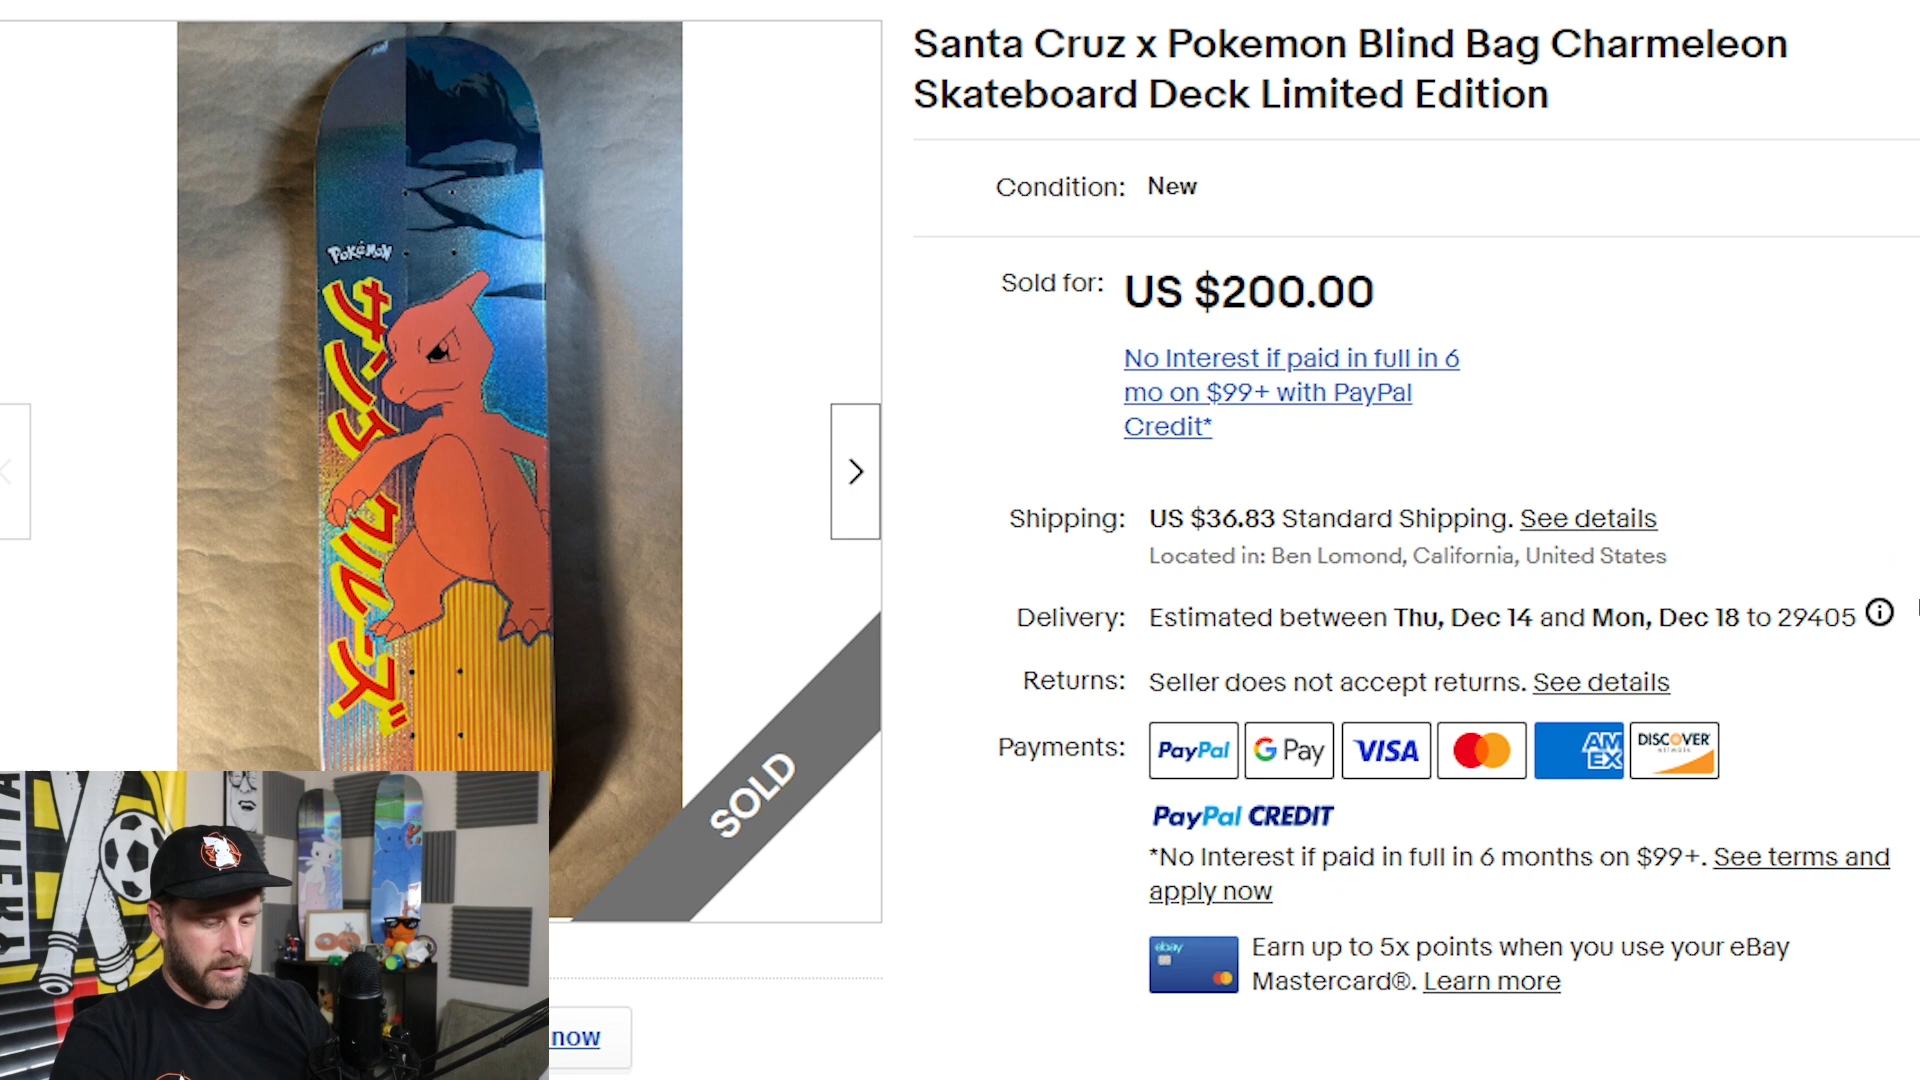 Santa Cruz x Pokemon Blind Bag Charmeleon
Skateboard Deck Limited Edition
Condition: New
Sold for: US $200.00
No Interest if paid in full in 6
mo on $99+ with PayPal
Credit*
Shipping: US $36.83 Standard Shipping. See details
Located in: Ben Lomond, California, United States
Delivery: Estimated between Thu, Dec 14 and Mon, Dec 18 to 29405
Returns: Seller does not accept returns. See details
Payments: PayPal G Pay VISA AM EX DISCOVER NETWORK
PayPal CREDIT
*No Interest if paid in full in 6 months on $99+. See terms and
apply now
ebay
Earn up to 5x points when you use your eBay
Mastercard®. Learn more
POKéMON
サンタ
クルーズ
SOLD
now